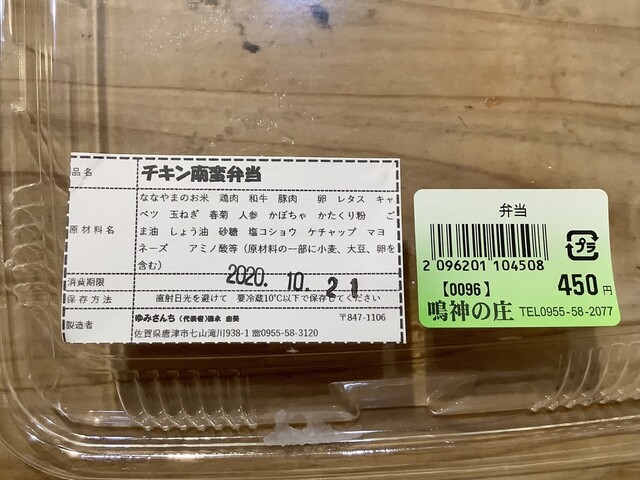 品名 チキン南蛮弁当
原材料名 ななやまのお米 鶏肉 和牛 豚肉 卵 レタス キャ
ベツ 玉ねぎ 春菊 人参 かぼちゃ かたくり粉 ご
ま油 しょう油 砂糖 塩コショウ ケチャップ マヨ
ネーズ アミノ酸等(原材料の一部に小麦、大豆、卵を
含む)
消費期限 2020.10.21
保存方法 直射日光を避けて 要冷蔵10℃以下で保存してください
製造者 ゆみさんち (代表者) 由美 〒847-1106
佐賀県唐津市七山滝川938-1 ☎0955-58-3120
弁当
2 096201 104508
プラ
【0096】 450円
鳴神の庄 TEL0955-58-2077